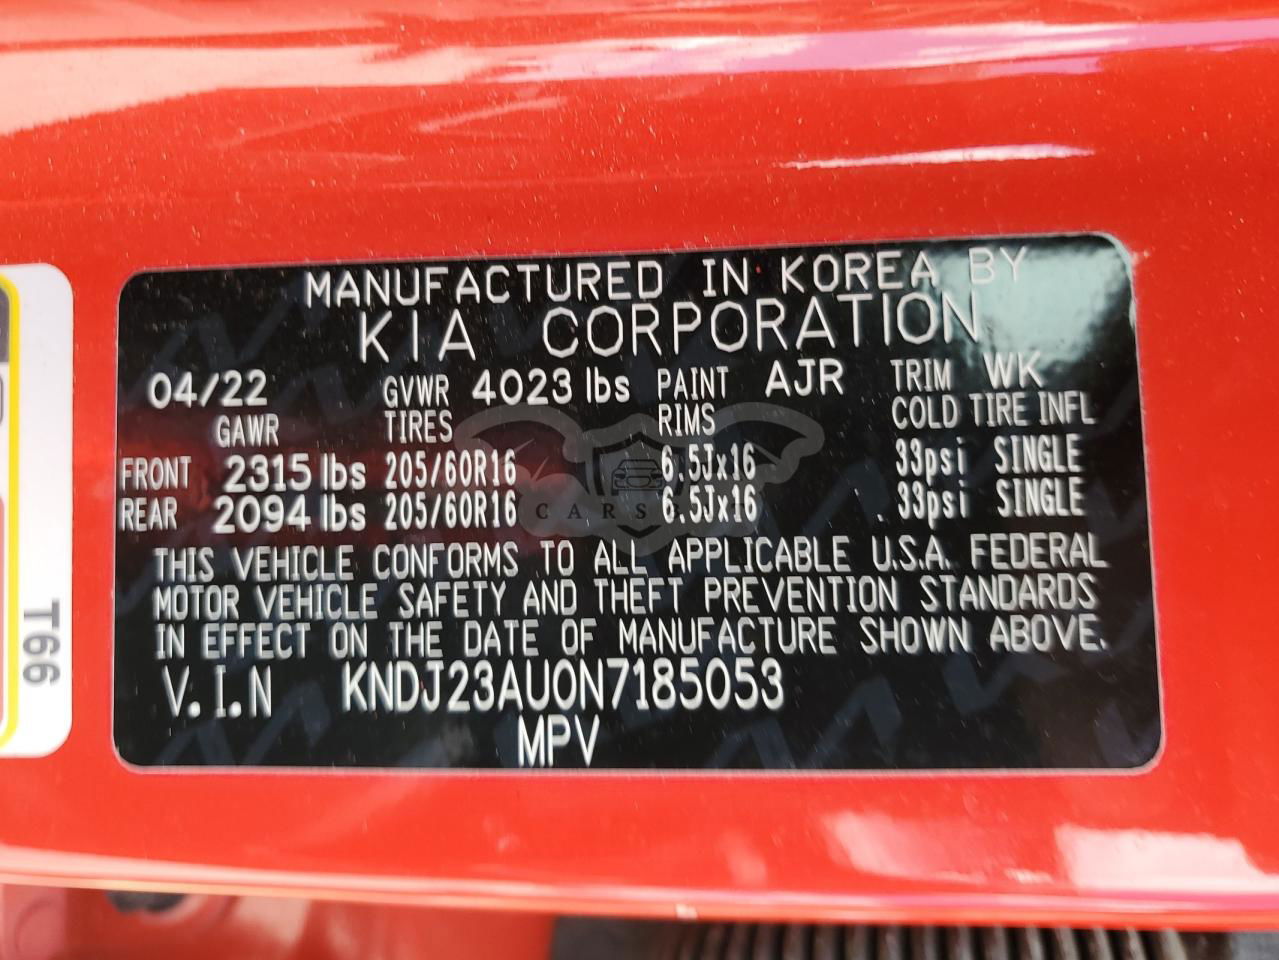 MANUFACTURED IN KOREA BY
KIA CORPORATION
04/22 GVWR 4023 lbs PAINT AJR TRIM WK
GAWR TIRES RIMS COLD TIRE INFL
FRONT 2315 lbs 205/60R16 6.5Jx16 33psi SINGLE
REAR 2094 lbs 205/60R16 6.5Jx16 33psi SINGLE
THIS VEHICLE CONFORMS TO ALL APPLICABLE U.S.A. FEDERAL
MOTOR VEHICLE SAFETY AND THEFT PREVENTION STANDARDS
IN EFFECT ON THE DATE OF MANUFACTURE SHOWN ABOVE.
V.I.N KNDJ23AU0N7185053
MPV
T66